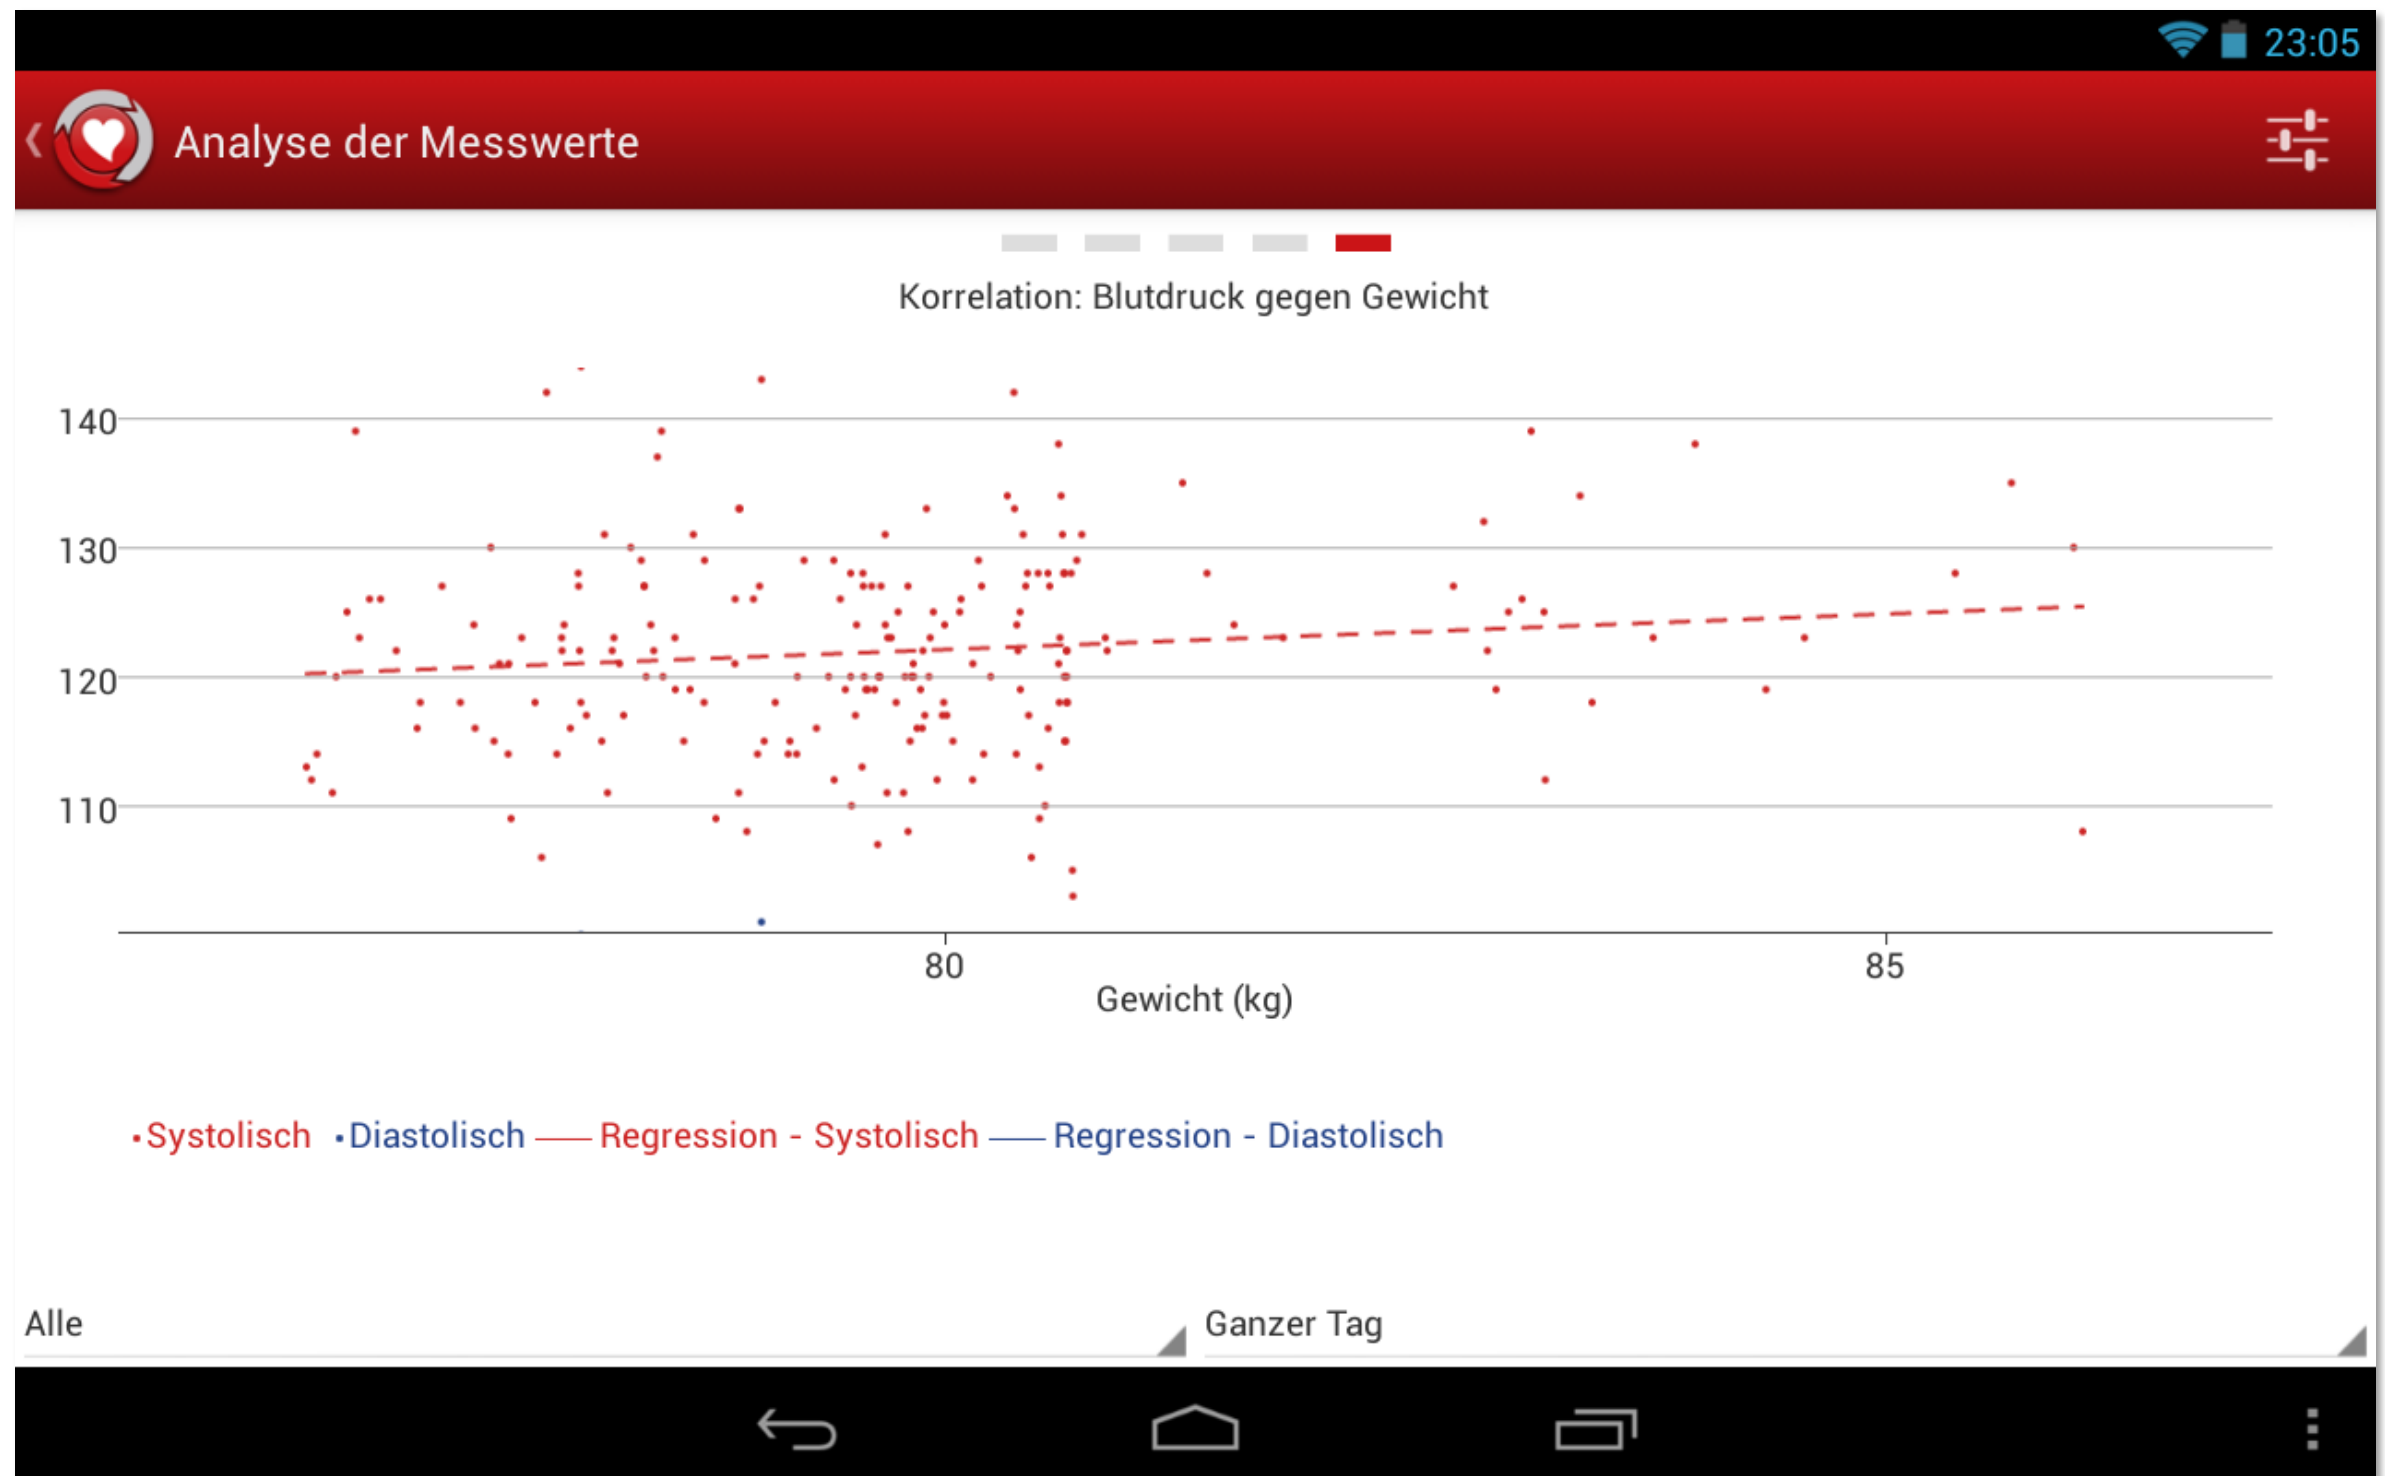 23:05
Analyse der Messwerte
Korrelation: Blutdruck gegen Gewicht
140
130
120
110
80 85
Gewicht (kg)
Systolisch Diastolisch Regression - Systolisch Regression - Diastolisch
Alle Ganzer Tag